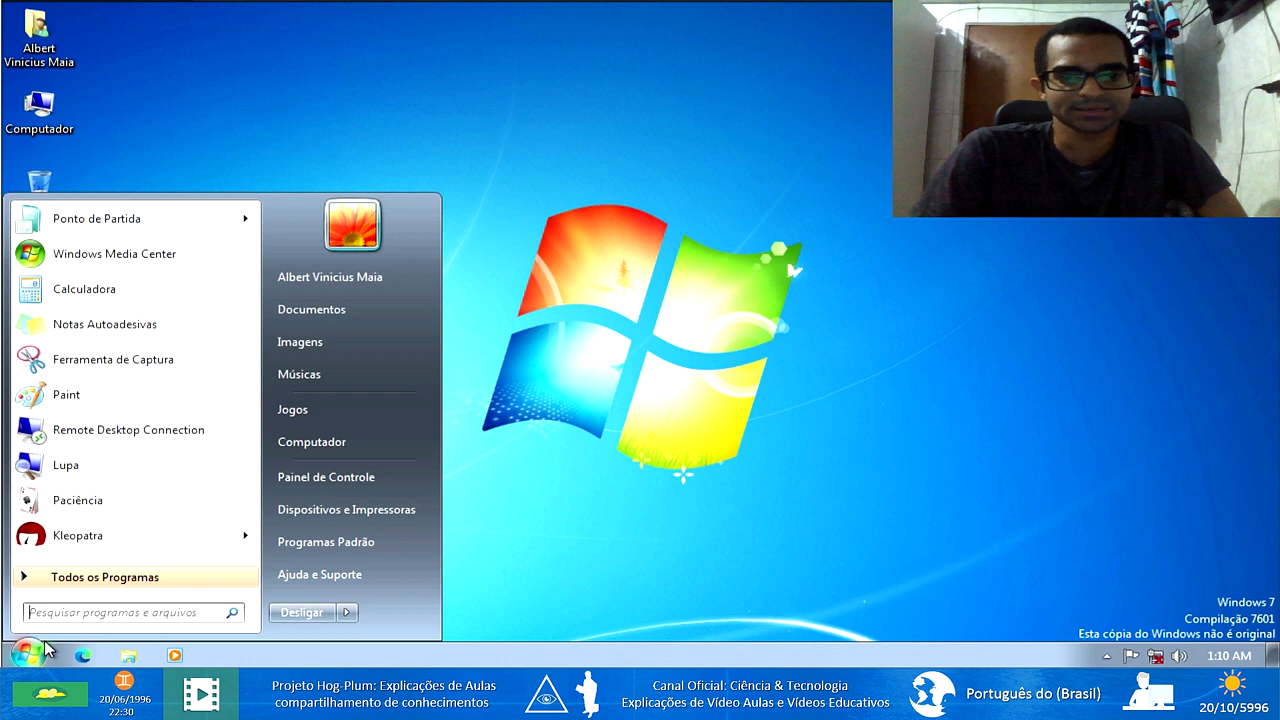 Albert
Vinicius Maia
Computador
Ponto de Partida
Windows Media Center
Calculadora
Notas Autoadesivas
Ferramenta de Captura
Paint
Remote Desktop Connection
Lupa
Paciência
Kleopatra
Todos os Programas
Pesquisar programas e arquivos
Albert Vinicius Maia
Documentos
Imagens
Músicas
Jogos
Computador
Painel de Controle
Dispositivos e Impressoras
Programas Padrão
Ajuda e Suporte
Desligar
Windows 7
Compilação 7601
Esta cópia do Windows não é original
1:10 AM
20/06/1996
22:30
Projeto Hog-Plum: Explicações de Aulas
compartilhamento de conhecimentos
Canal Oficial: Ciência & Tecnologia
Explicações de Vídeo Aulas e Vídeos Educativos
Português do (Brasil)
20/10/5996